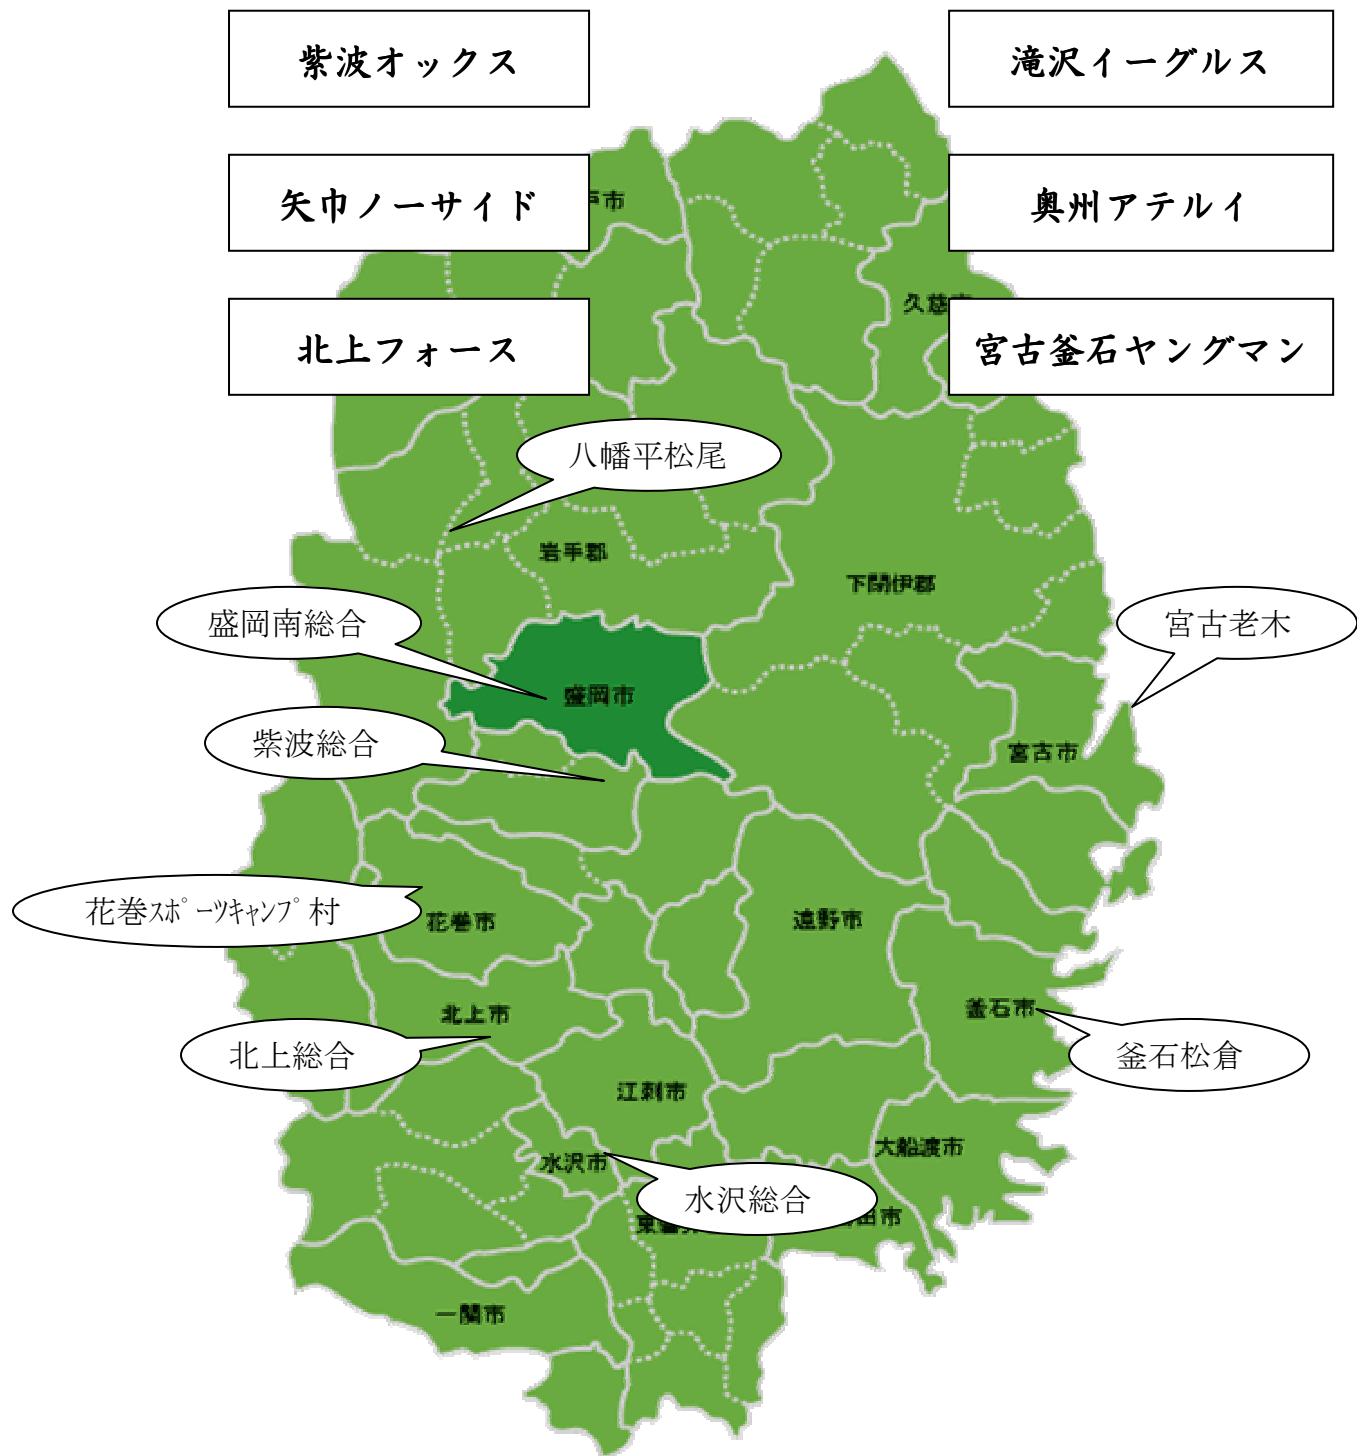 紫波オックス
滝沢イーグルス
矢巾ノーサイド
戸市
奥州アテルイ
久慈市
北上フォース
宮古釜石ヤングマン
八幡平松尾
岩手郡
下閉伊郡
盛岡南総合
宮古老木
盛岡市
紫波総合
宮古市
花巻スポーツキャンプ村
花巻市
遠野市
北上市
釜石市
北上総合
釜石松倉
江刺市
大船渡市
水沢市
水沢総合
田市
一関市